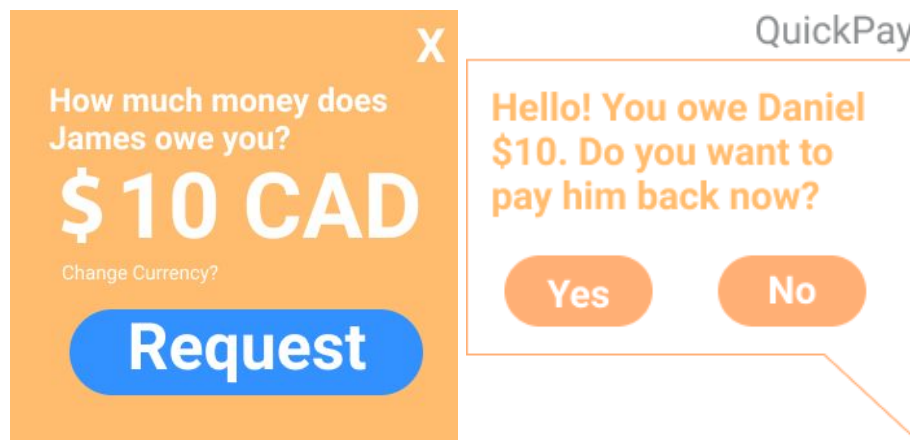 X
How much money does
James owe you?
$10 CAD
Change Currency?
Request
QuickPay
Hello! You owe Daniel
$10. Do you want to
pay him back now?
Yes
No